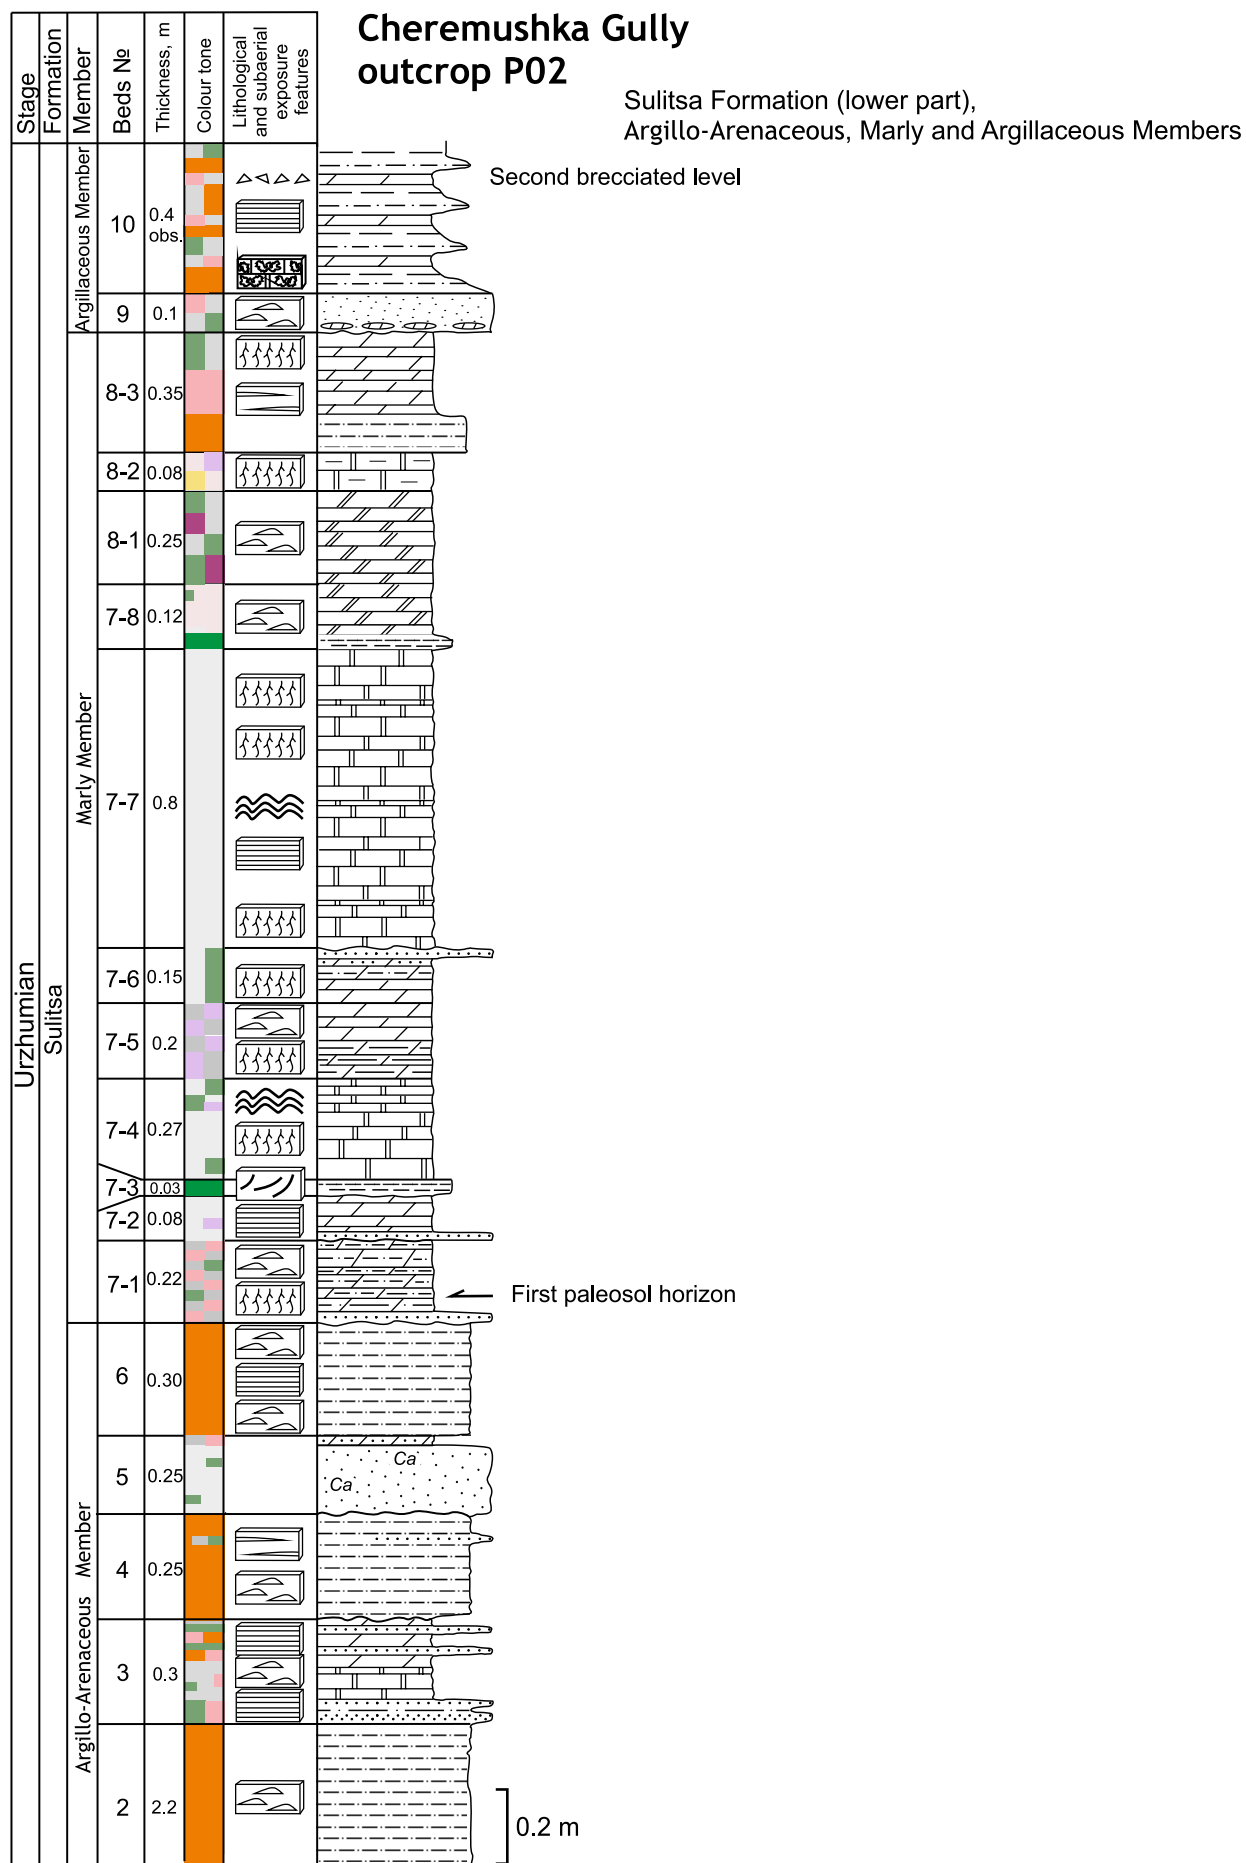 Cheremushka Gully
outcrop P02
Sulitsa Formation (lower part),
Argillo-Arenaceous, Marly and Argillaceous Members
Stage
Formation
Member
Beds №
Thickness, m
Colour tone
Lithological
and subaerial
exposure
features
Urzhumian
Sulitsa
Argillaceous Member
10
0.4
obs.
Second brecciated level
9
0.1
Marly Member
8-3
0.35
8-2
0.08
8-1
0.25
7-8
0.12
7-7
0.8
7-6
0.15
7-5
0.2
7-4
0.27
7-3
0.03
7-2
0.08
7-1
0.22
First paleosol horizon
Argillo-Arenaceous Member
6
0.30
5
0.25
Ca
Ca
4
0.25
3
0.3
2
2.2
0.2 m